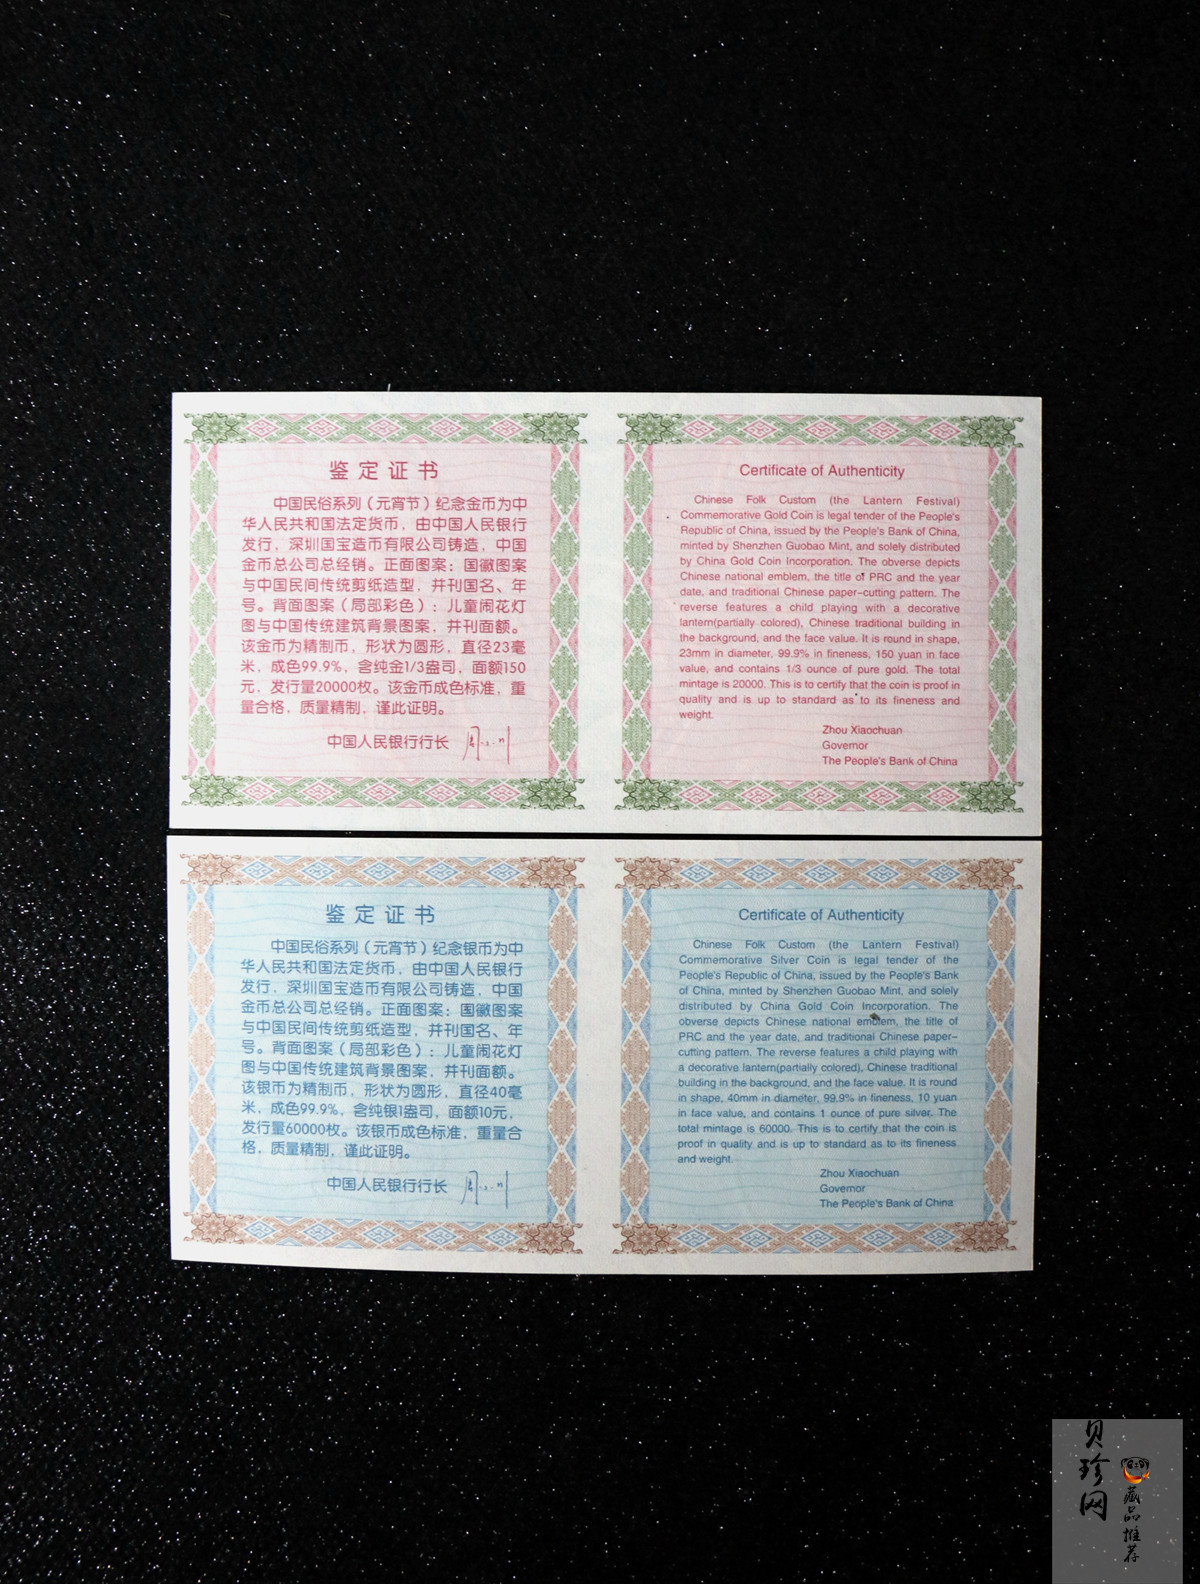 鉴定证书
中国民俗系列（元宵节）纪念金币为中
华人民共和国法定货币，由中国人民银行
发行，深圳国宝造币有限公司铸造，中国
金币总公司总经销。正面图案：国徽图案
与中国民间传统剪纸造型，并刊国名、年
号。背面图案（局部彩色）：儿童闹花灯
图与中国传统建筑背景图案，并刊面额。
该金币为精制币，形状为圆形，直径23毫
米，成色99.9%，含纯金1/3盎司，面额150
元，发行量20000枚。该金币成色标准，重
量合格，质量精制，谨此证明。
中国人民银行行长
Certificate of Authenticity
Chinese Folk Custom (the Lantern Festival)
Commemorative Gold Coin is legal tender of the People's
Republic of China, issued by the People's Bank of China,
minted by Shenzhen Guobao Mint, and solely distributed
by China Gold Coin Incorporation. The obverse depicts
Chinese national emblem, the title of PRC and the year
date, and traditional Chinese paper-cutting pattern. The
reverse features a child playing with a decorative
lantern(partially colored), Chinese traditional building in
the background, and the face value. It is round in shape,
23mm in diameter, 99.9% in fineness, 150 yuan in face
value, and contains 1/3 ounce of pure gold. The total
mintage is 20000. This is to certify that the coin is proof in
quality and is up to standard as to its fineness and
weight.
Zhou Xiaochuan
Governor
The People's Bank of China
鉴定证书
中国民俗系列（元宵节）纪念银币为中
华人民共和国法定货币，由中国人民银行
发行，深圳国宝造币有限公司铸造，中国
金币总公司总经销。正面图案：国徽图案
与中国民间传统剪纸造型，并刊国名、年
号。背面图案（局部彩色）：儿童闹花灯
图与中国传统建筑背景图案，并刊面额。
该银币为精制币，形状为圆形，直径40毫
米，成色99.9%，含纯银1盎司，面额10元，
发行量60000枚。该银币成色标准，重量合
格，质量精制，谨此证明。
中国人民银行行长
Certificate of Authenticity
Chinese Folk Custom (the Lantern Festival)
Commemorative Silver Coin is legal tender of the
People's Republic of China, issued by the People's Bank
of China, minted by Shenzhen Guobao Mint, and solely
distributed by China Gold Coin Incorporation. The
obverse depicts Chinese national emblem, the title of
PRC and the year date, and traditional Chinese paper-
cutting pattern. The reverse features a child playing with
a decorative lantern(partially colored), Chinese traditional
building in the background, and the face value. It is round
in shape, 40mm in diameter, 99.9% in fineness, 10 yuan
in face value, and contains 1 ounce of pure silver. The
total mintage is 60000. This is to certify that the coin is
proof in quality and is up to standard as to its fineness
and weight.
Zhou Xiaochuan
Governor
The People's Bank of China
贝珍网
藏品推荐